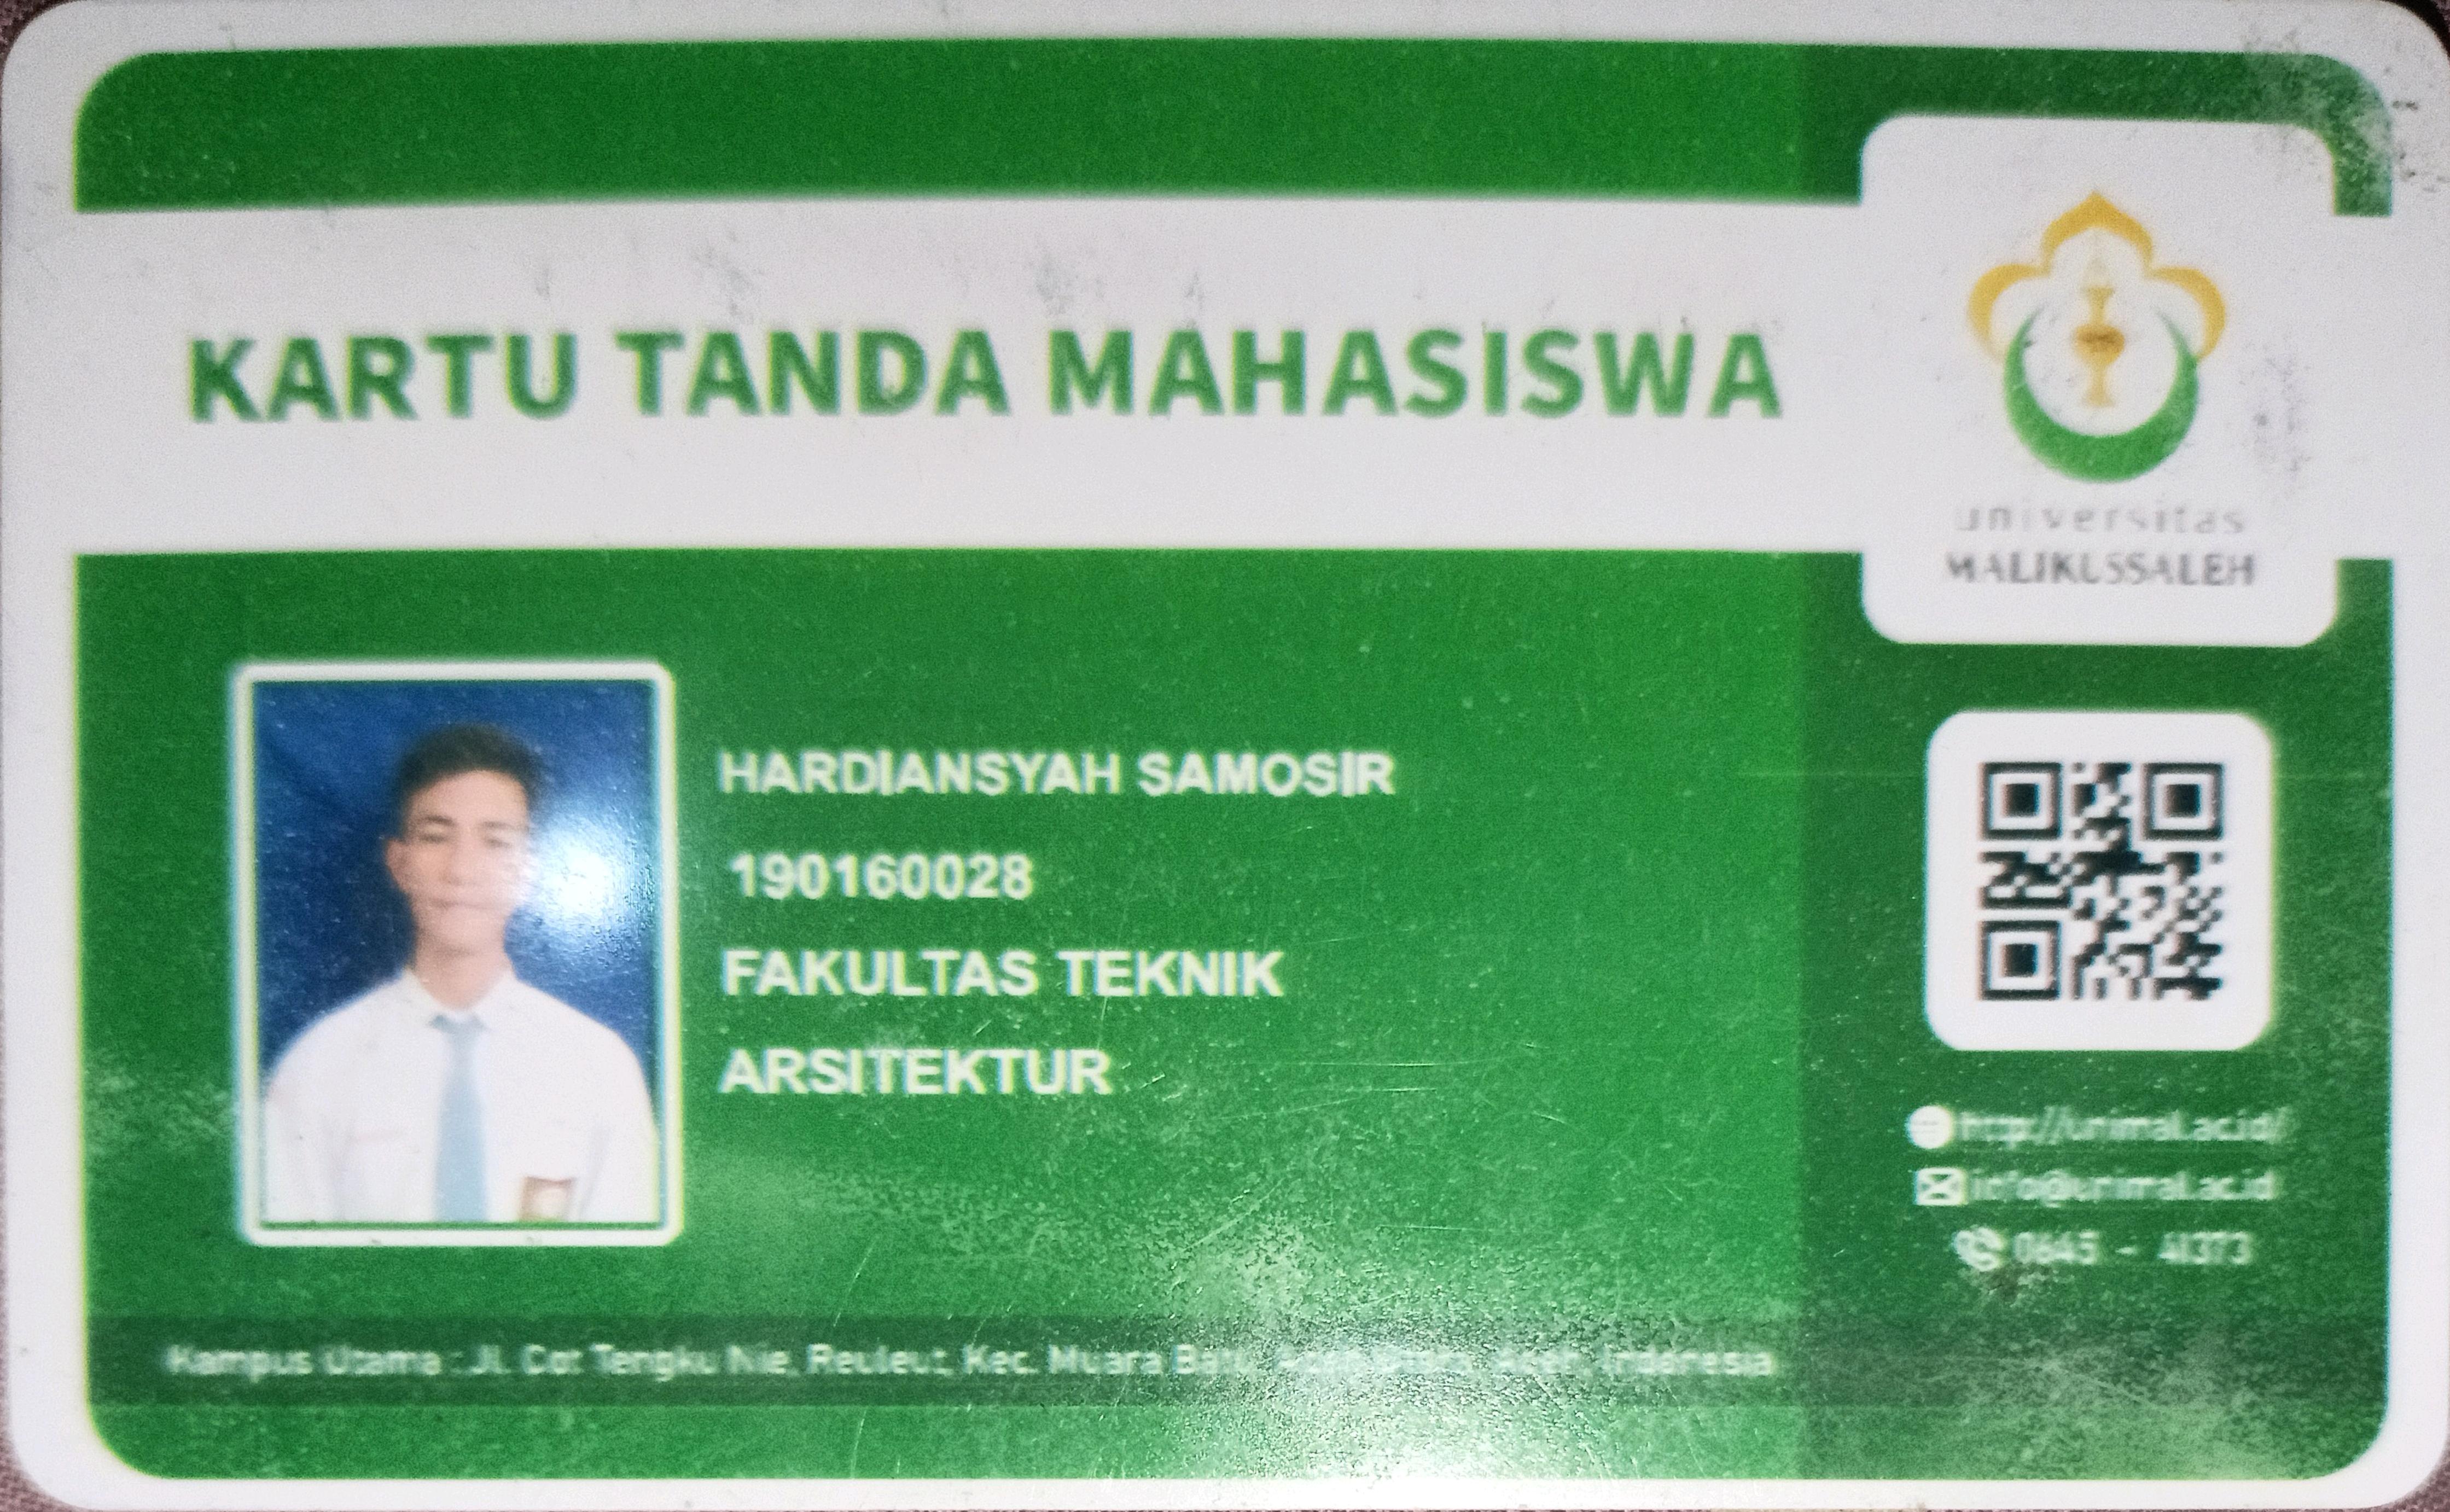 KARTU TANDA MAHASISWA
universitas
MALIKUSSALEH
HARDIANSYAH SAMOSIR
190160028
FAKULTAS TEKNIK
ARSITEKTUR
http://unimal.ac.id/
info@unimal.ac.id
0645 - 41373
Kampus Utama : Jl. Cot Tengku Nie, Reuleut, Kec. Muara Batu, Aceh Indonesia